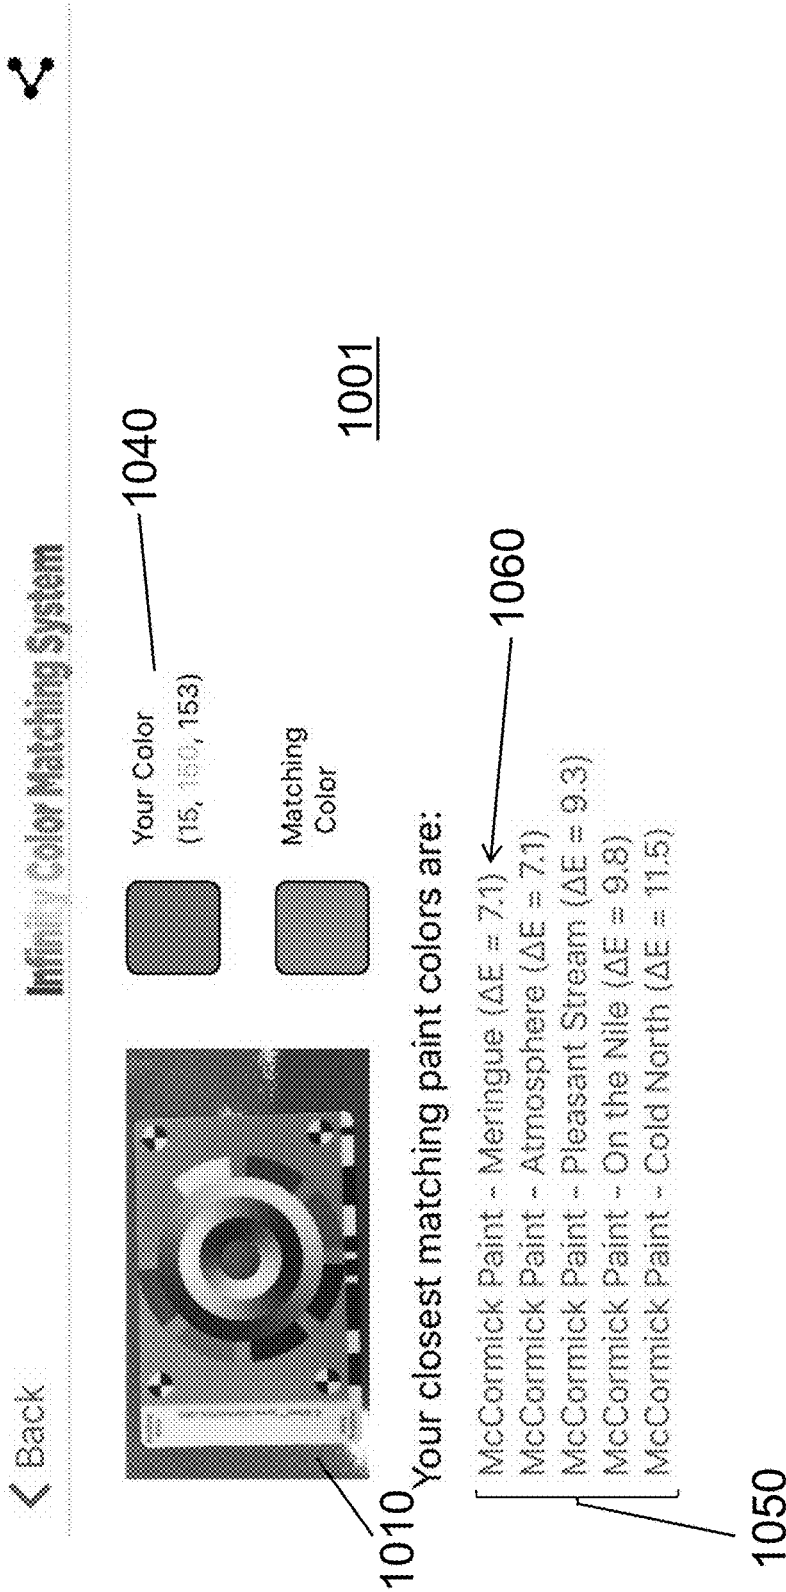 < Back
Infinity Color Matching System
Your Color
(15, 150, 153)
1040
Matching
Color
1001
1010
Your closest matching paint colors are:
McCormick Paint - Meringue (ΔE = 7.1)
McCormick Paint - Atmosphere (ΔE = 7.1)
McCormick Paint - Pleasant Stream (ΔE = 9.3)
McCormick Paint - On the Nile (ΔE = 9.8)
McCormick Paint - Cold North (ΔE = 11.5)
1060
1050